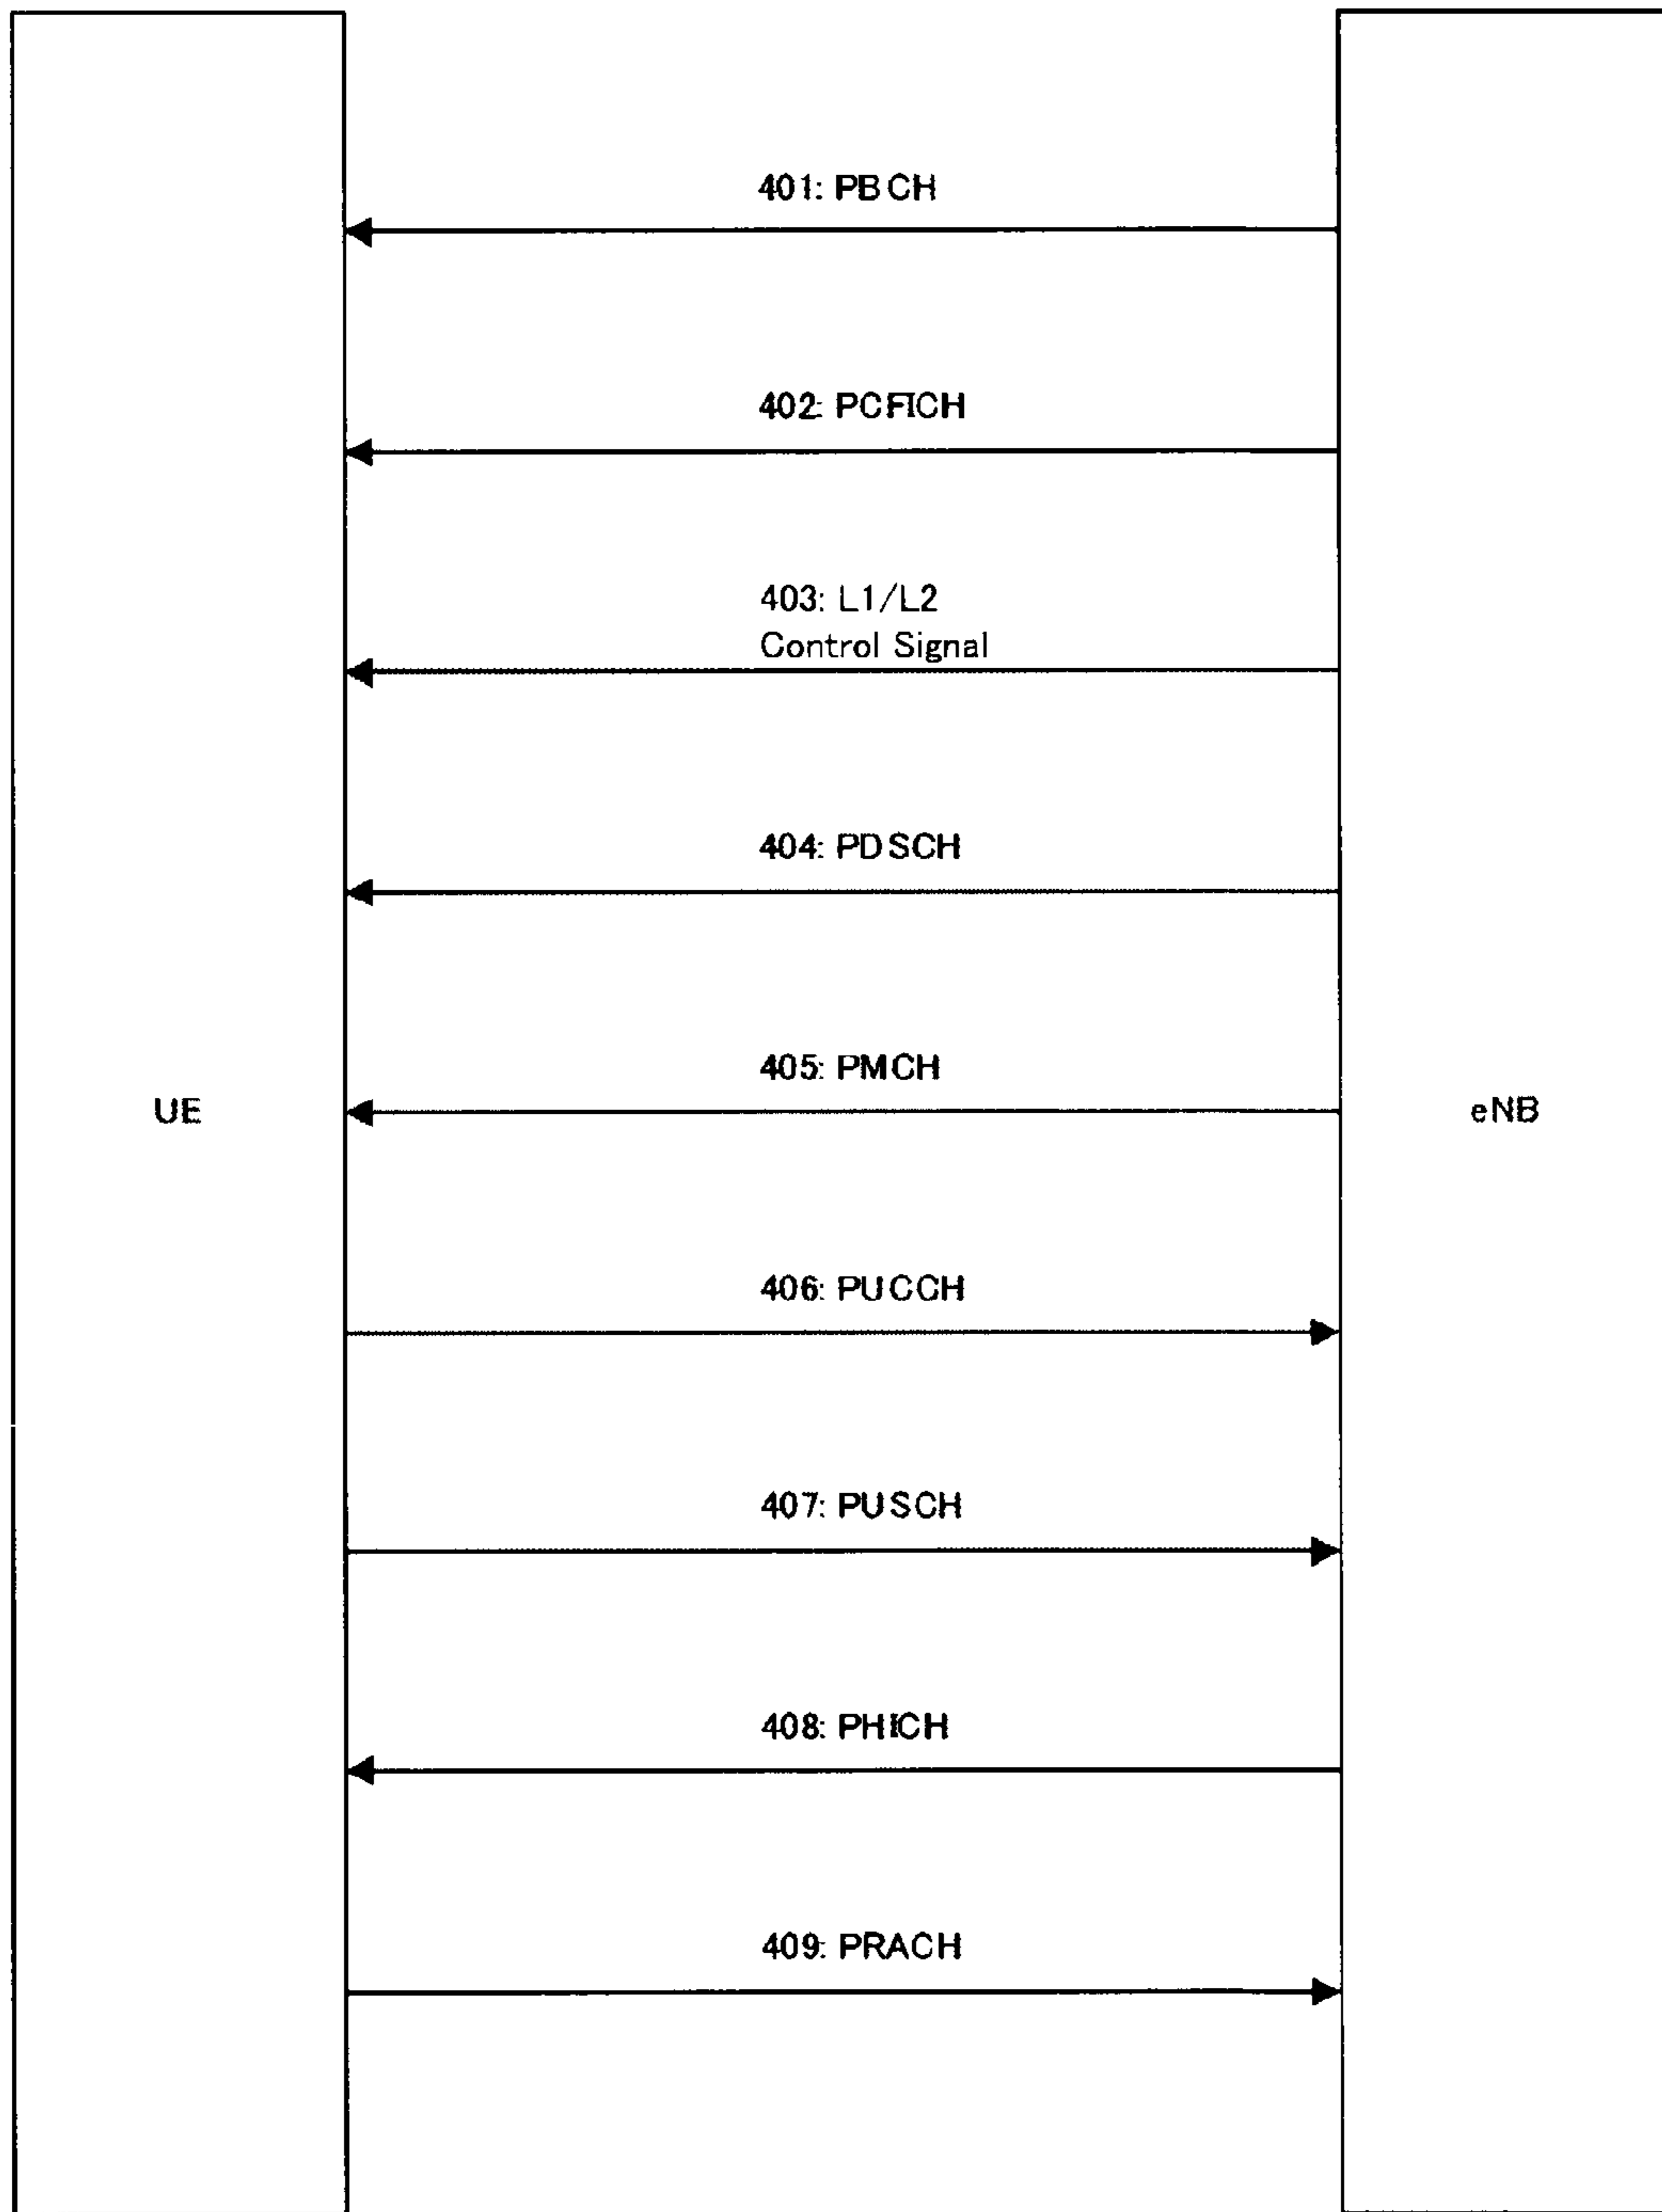 401: PBCH
402: PCFICH
403: L1/L2
Control Signal
404: PDSCH
405: PMCH
UE
eNB
406: PUCCH
407: PUSCH
408: PHICH
409: PRACH